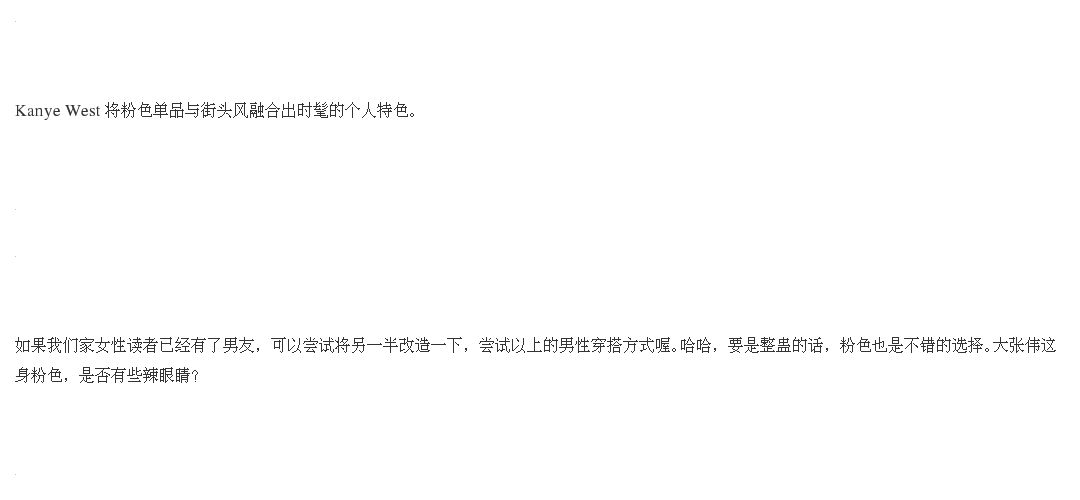 Kanye West 将粉色单品与街头风融合出时髦的个人特色。
如果我们家女性读者已经有了男友，可以尝试将另一半改造一下，尝试以上的男性穿搭方式喔。哈哈，要是整蛊的话，粉色也是不错的选择。大张伟这
身粉色，是否有些辣眼睛？